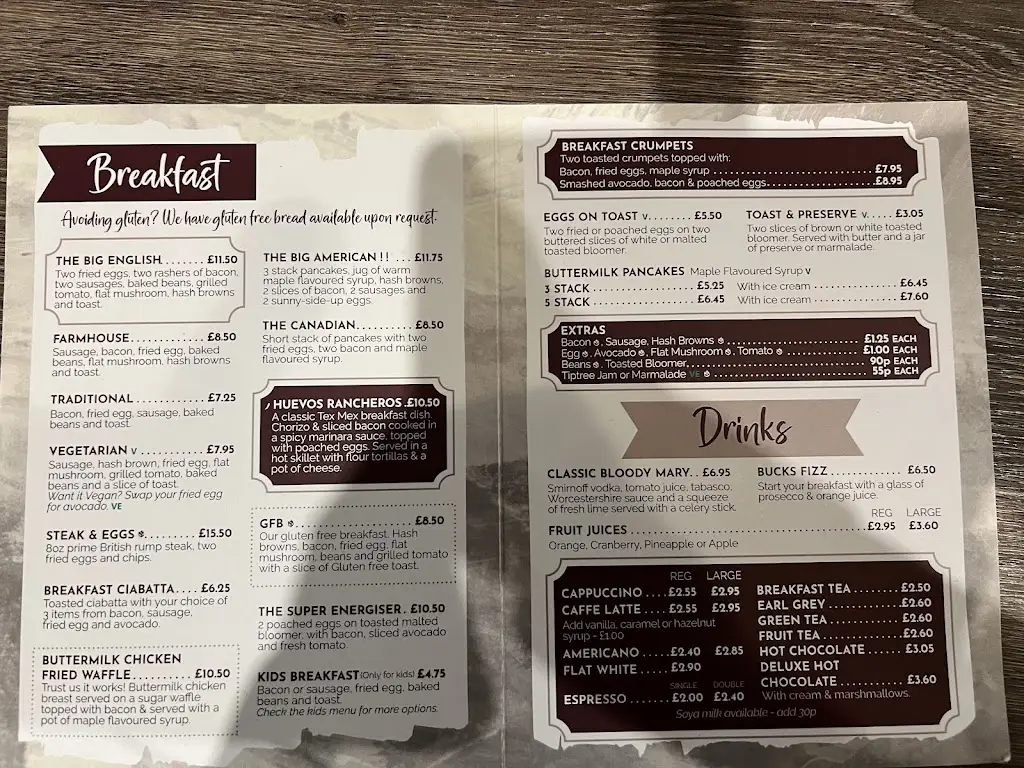 Breakfast
Avoiding gluten? We have gluten free bread available upon request.
THE BIG ENGLISH....... £11.50
Two fried eggs, two rashers of bacon,
two sausages, baked beans, grilled
tomato, flat mushroom, hash browns
and toast.
FARMHOUSE............ £8.50
Sausage, bacon, fried egg, baked
beans, flat mushroom, hash browns
and toast.
TRADITIONAL........... £7.25
Bacon, fried egg, sausage, baked
beans and toast.
VEGETARIAN V .......... £7.95
Sausage, hash brown, fried egg, flat
mushroom, grilled tomato, baked
beans and a slice of toast.
Want it Vegan? Swap your fried egg
for avocado. VE
STEAK & EGGS ......... £15.50
8oz prime British rump steak, two
fried eggs and chips.
BREAKFAST CIABATTA.... £6.25
Toasted ciabatta with your choice of
3 items from bacon, sausage,
fried egg and avocado.
BUTTERMILK CHICKEN
FRIED WAFFLE.......... £10.50
Trust us it works! Buttermilk chicken
breast served on a sugar waffle
topped with bacon & served with a
pot of maple flavoured syrup.
THE BIG AMERICAN !! ... £11.75
3 stack pancakes, jug of warm
maple flavoured syrup, hash browns,
2 slices of bacon, 2 sausages and
2 sunny-side-up eggs.
THE CANADIAN.......... £8.50
Short stack of pancakes with two
fried eggs, two bacon and maple
flavoured syrup.
HUEVOS RANCHEROS .£10.50
A classic Tex Mex breakfast dish.
Chorizo & sliced bacon cooked in
a spicy marinara sauce, topped
with poached eggs. Served in a
hot skillet with flour tortillas & a
pot of cheese.
GFB .................... £8.50
Our gluten free breakfast. Hash
browns, bacon, fried egg, flat
mushroom, beans and grilled tomato
with a slice of Gluten free toast.
THE SUPER ENERGISER. £10.50
2 poached eggs on toasted malted
bloomer, with bacon, sliced avocado
and fresh tomato.
KIDS BREAKFAST (Only for kids) £4.75
Bacon or sausage, fried egg, baked
beans and toast.
Check the kids menu for more options.
BREAKFAST CRUMPETS
Two toasted crumpets topped with:
Bacon, fried eggs, maple syrup ............................ £7.95
Smashed avocado, bacon & poached eggs.................. £8.95
EGGS ON TOAST V........ £5.50
Two fried or poached eggs on two
buttered slices of white or malted
toasted bloomer.
TOAST & PRESERVE V..... £3.05
Two slices of brown or white toasted
bloomer. Served with butter and a jar
of preserve or marmalade.
BUTTERMILK PANCAKES Maple Flavoured Syrup V
3 STACK ................. £5.25 With ice cream ................. £6.45
5 STACK ................. £6.45 With ice cream ................. £7.60
EXTRAS
Bacon, Sausage, Hash Browns ........................ £1.25 EACH
Egg, Avocado, Flat Mushroom, Tomato ............... £1.00 EACH
Beans, Toasted Bloomer.............................. 90p EACH
Tiptree Jam or Marmalade VE ......................... 55p EACH
Drinks
CLASSIC BLOODY MARY.. £6.95
Smirnoff vodka, tomato juice, tabasco,
Worcestershire sauce and a squeeze
of fresh lime served with a celery stick.
BUCKS FIZZ ............. £6.50
Start your breakfast with a glass of
prosecco & orange juice.
REG LARGE
FRUIT JUICES ........................................ £2.95 £3.60
Orange, Cranberry, Pineapple or Apple
REG LARGE
CAPPUCCINO .... £2.55 £2.95
CAFFE LATTE .... £2.55 £2.95
Add vanilla, caramel or hazelnut
syrup - £1.00
AMERICANO ..... £2.40 £2.85
FLAT WHITE ..... £2.90
SINGLE DOUBLE
ESPRESSO ....... £2.00 £2.40
BREAKFAST TEA ....... £2.50
EARL GREY ............. £2.60
GREEN TEA ............. £2.60
FRUIT TEA .............. £2.60
HOT CHOCOLATE ...... £3.05
DELUXE HOT
CHOCOLATE ............ £3.60
With cream & marshmallows.
Soya milk available - add 30p